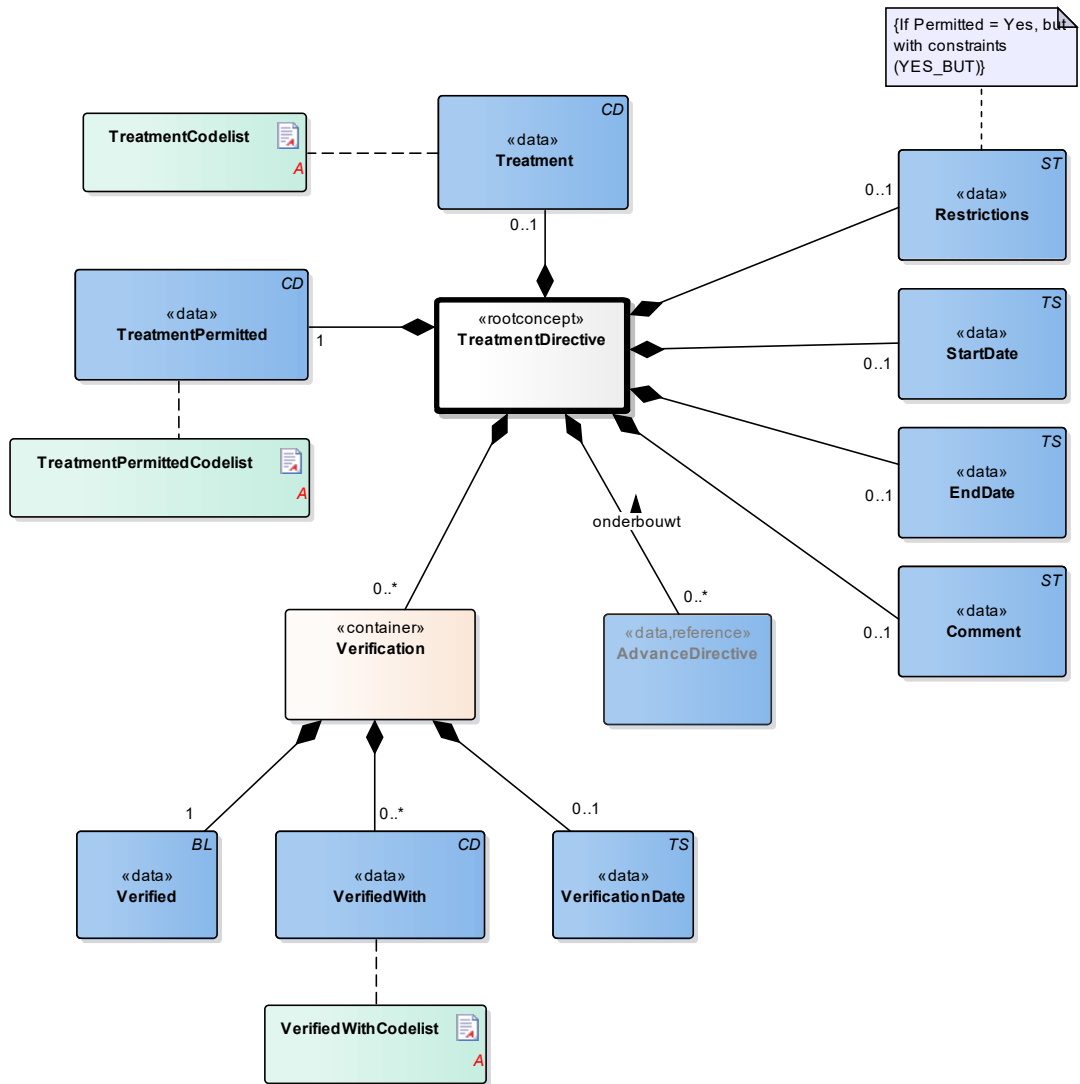 {If Permitted = Yes, but
with constraints
(YES_BUT)}
CD
«data»
Treatment
TreatmentCodelist
A
0..1
ST
«data»
Restrictions
0..1
CD
«data»
TreatmentPermitted
1
«rootconcept»
TreatmentDirective
TS
«data»
StartDate
0..1
TreatmentPermittedCodelist
A
TS
«data»
EndDate
0..1
onderbouwt
ST
«data»
Comment
0..1
0..*
«container»
Verification
0..*
«data,reference»
AdvanceDirective
1
BL
«data»
Verified
0..*
CD
«data»
VerifiedWith
0..1
TS
«data»
VerificationDate
VerifiedWithCodelist
A